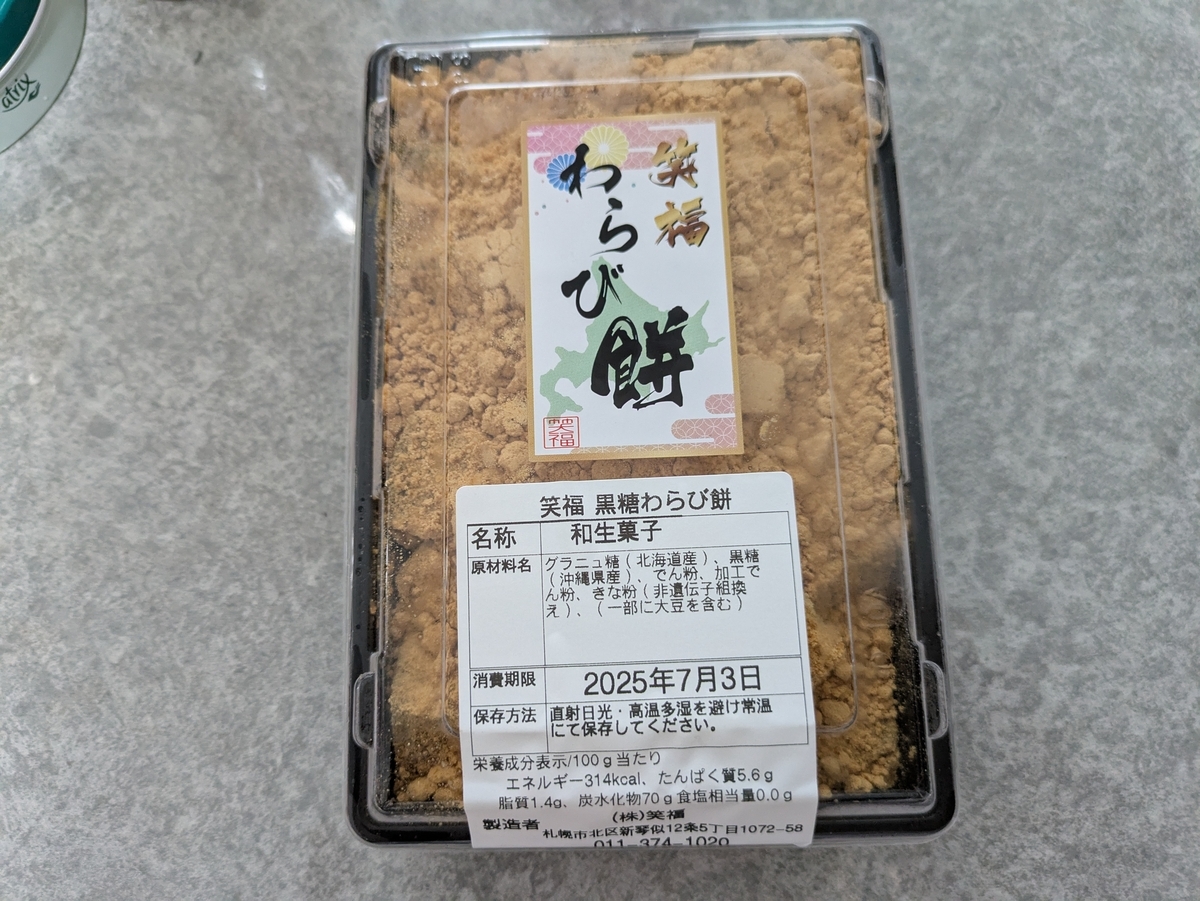 atrix
笑福
わらび餅
笑福
笑福 黒糖わらび餅
名称 和生菓子
原材料名 グラニュ糖(北海道産)、黒糖
(沖縄県産)、でん粉、加工で
ん粉、きな粉(非遺伝子組換
え)、(一部に大豆を含む)
消費期限 2025年7月3日
保存方法 直射日光・高温多湿を避け常温
にて保存してください。
栄養成分表示/100g当たり
エネルギー314kcal、たんぱく質5.6g
脂質1.4g、炭水化物70g食塩相当量0.0g
製造者 (株)笑福
札幌市北区新琴似12条5丁目1072-58
011-374-1020